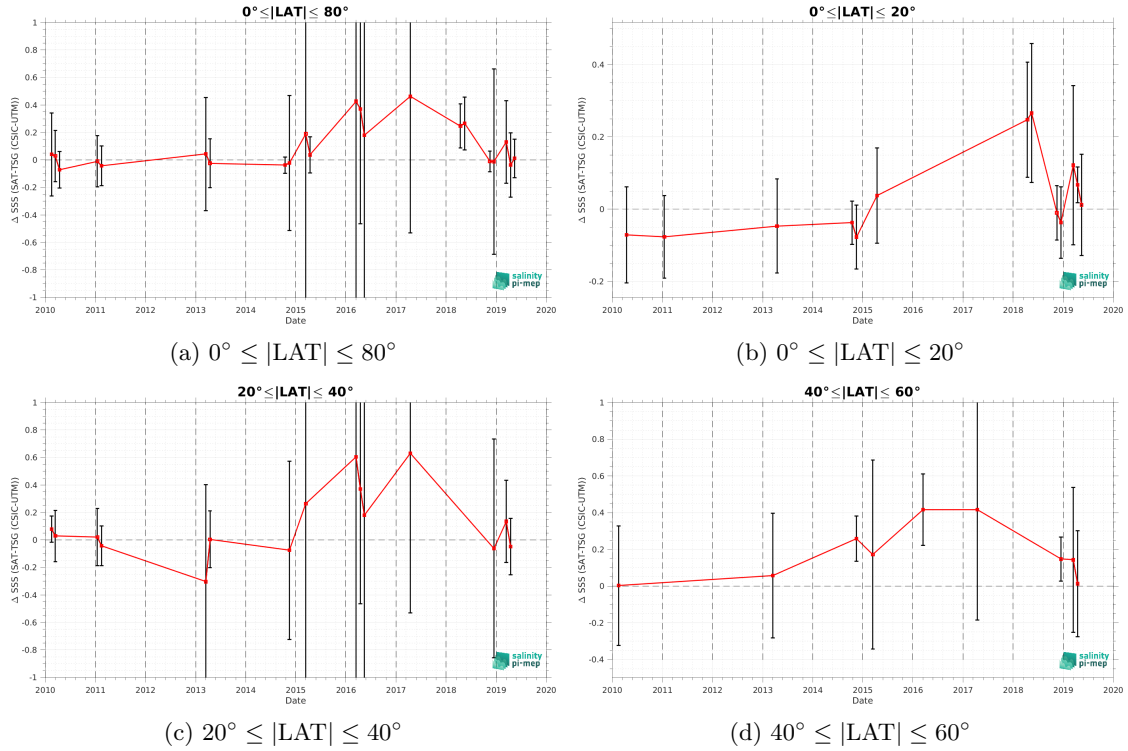 0°≤|LAT|≤ 80°
1
0.8
0.6
0.4
0.2
0
-0.2
-0.4
-0.6
-0.8
-1
Δ SSS (SAT-TSG (CSIC-UTM))
2010 2011 2012 2013 2014 2015 2016 2017 2018 2019 2020
Date
salinity
pi-mep
(a) 0° ≤ |LAT| ≤ 80°
0°≤|LAT|≤ 20°
0.4
0.2
0
-0.2
Δ SSS (SAT-TSG (CSIC-UTM))
2010 2011 2012 2013 2014 2015 2016 2017 2018 2019 2020
Date
salinity
pi-mep
(b) 0° ≤ |LAT| ≤ 20°
20°≤|LAT|≤ 40°
1
0.8
0.6
0.4
0.2
0
-0.2
-0.4
-0.6
-0.8
-1
Δ SSS (SAT-TSG (CSIC-UTM))
2010 2011 2012 2013 2014 2015 2016 2017 2018 2019 2020
Date
salinity
pi-mep
(c) 20° ≤ |LAT| ≤ 40°
40°≤|LAT|≤ 60°
1
0.8
0.6
0.4
0.2
0
-0.2
-0.4
Δ SSS (SAT-TSG (CSIC-UTM))
2010 2011 2012 2013 2014 2015 2016 2017 2018 2019 2020
Date
salinity
pi-mep
(d) 40° ≤ |LAT| ≤ 60°